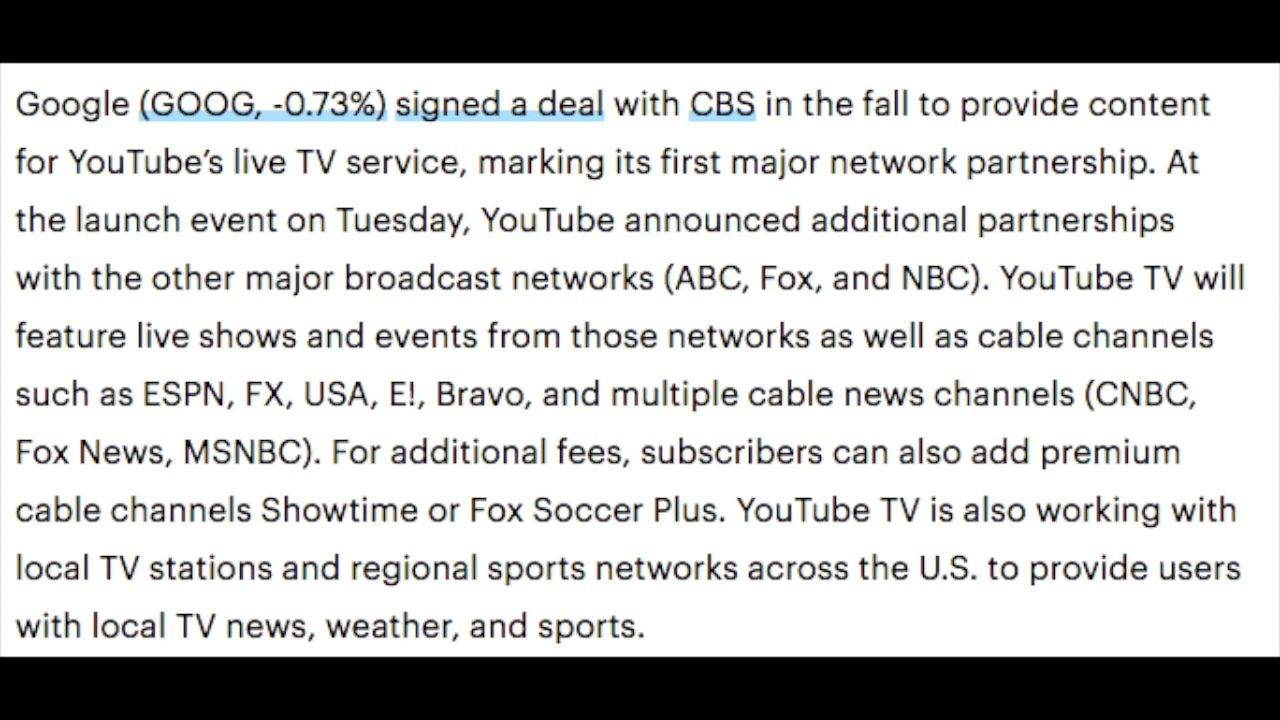 Google (GOOG, -0.73%) signed a deal with CBS in the fall to provide content
for YouTube’s live TV service, marking its first major network partnership. At
the launch event on Tuesday, YouTube announced additional partnerships
with the other major broadcast networks (ABC, Fox, and NBC). YouTube TV will
feature live shows and events from those networks as well as cable channels
such as ESPN, FX, USA, E!, Bravo, and multiple cable news channels (CNBC,
Fox News, MSNBC). For additional fees, subscribers can also add premium
cable channels Showtime or Fox Soccer Plus. YouTube TV is also working with
local TV stations and regional sports networks across the U.S. to provide users
with local TV news, weather, and sports.